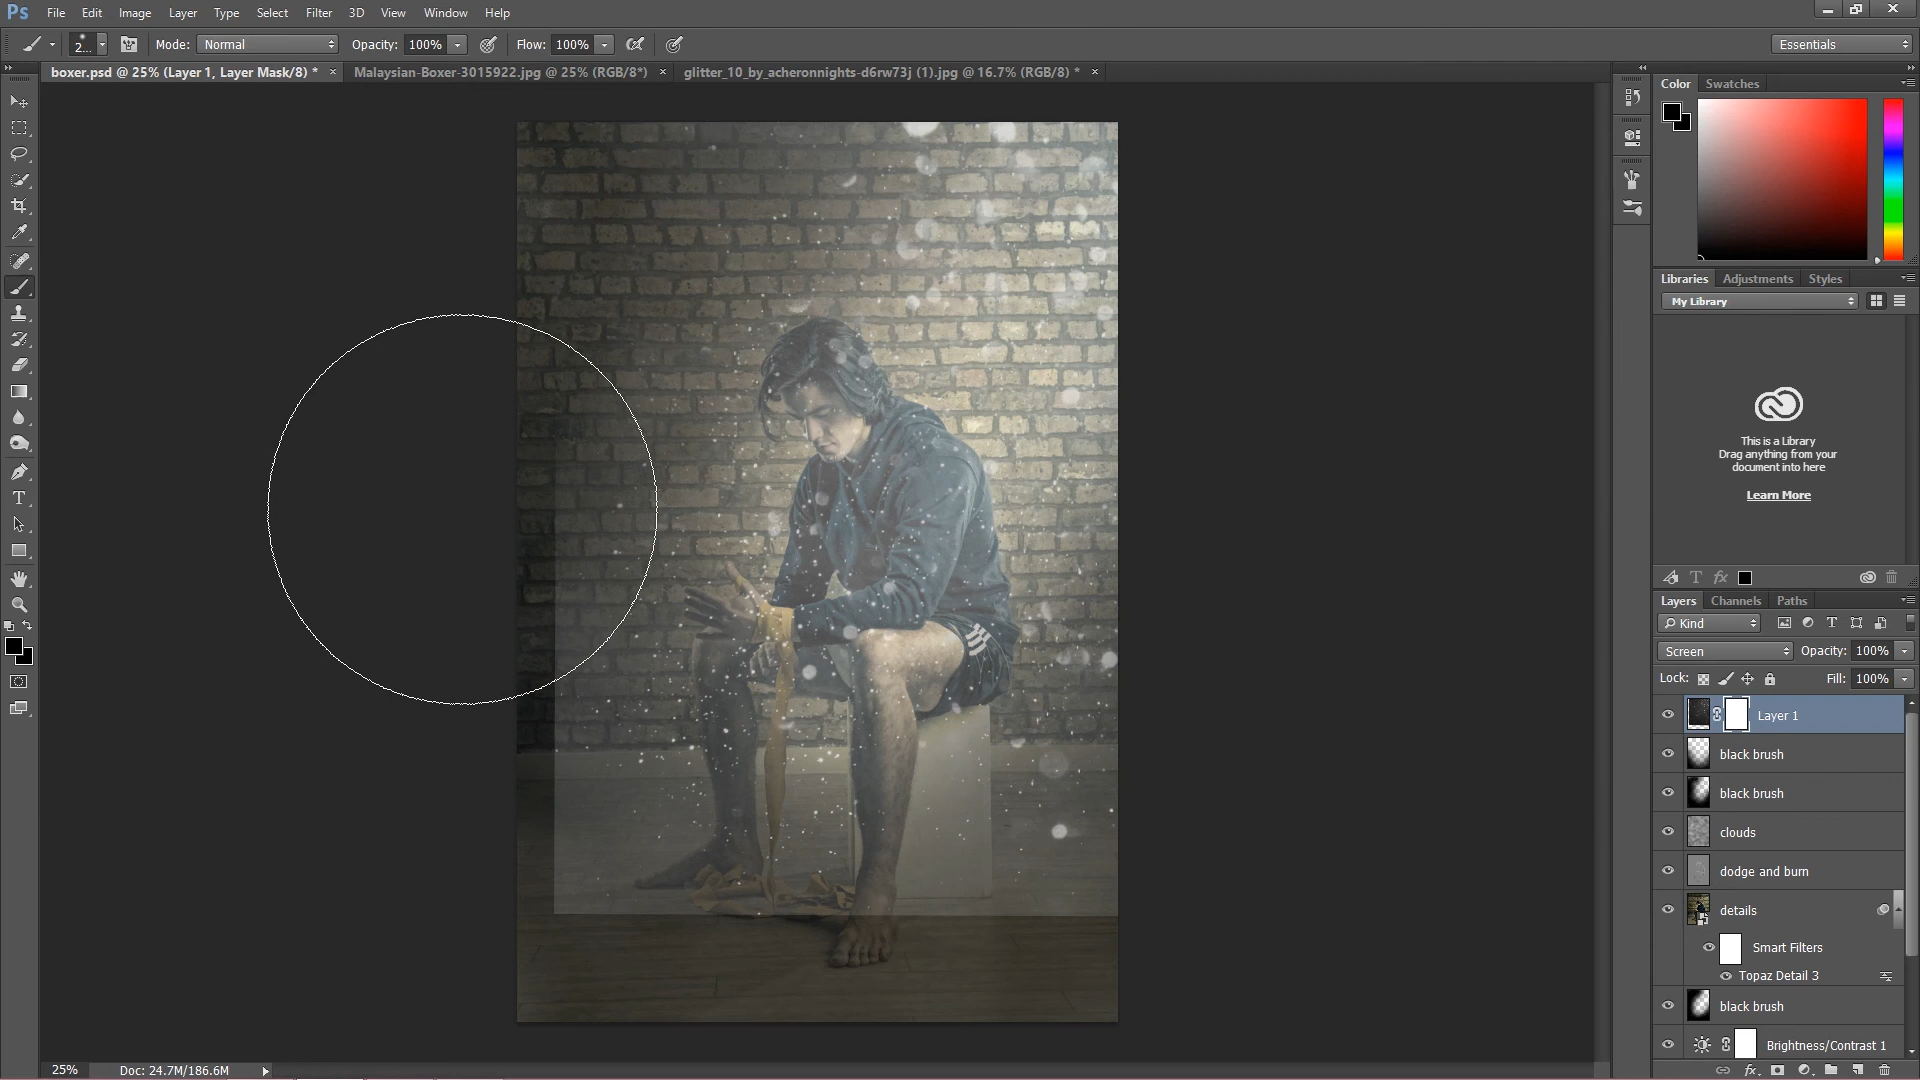 Ps File Edit Image Layer Type Select Filter 3D View Window Help
2... Mode: Normal Opacity: 100% Flow: 100% Essentials
boxer.psd @ 25% (Layer 1, Layer Mask/8) * × Malaysian-Boxer-3015922.jpg @ 25% (RGB/8*) × glitter_10_by_acheronnights-d6rw73j (1).jpg @ 16.7% (RGB/8) * ×
Color Swatches
Libraries Adjustments Styles
My Library
This is a Library
Drag anything from your
document into here
Learn More
Layers Channels Paths
Kind
Screen Opacity: 100%
Lock: Fill: 100%
Layer 1
black brush
black brush
clouds
dodge and burn
details
Smart Filters
Topaz Detail 3
black brush
Brightness/Contrast 1
25% Doc: 24.7M/186.6M